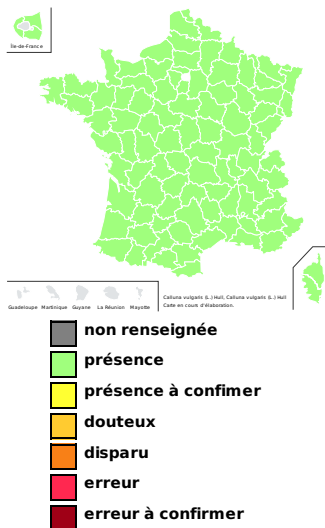 Île-de-France
Guadeloupe Martinique Guyane La Réunion Mayotte
Calluna vulgaris (L.) Hull, Calluna vulgaris (L.) Hull
Carte en cours d'élaboration.
non renseignée
présence
présence à confimer
douteux
disparu
erreur
erreur à confirmer